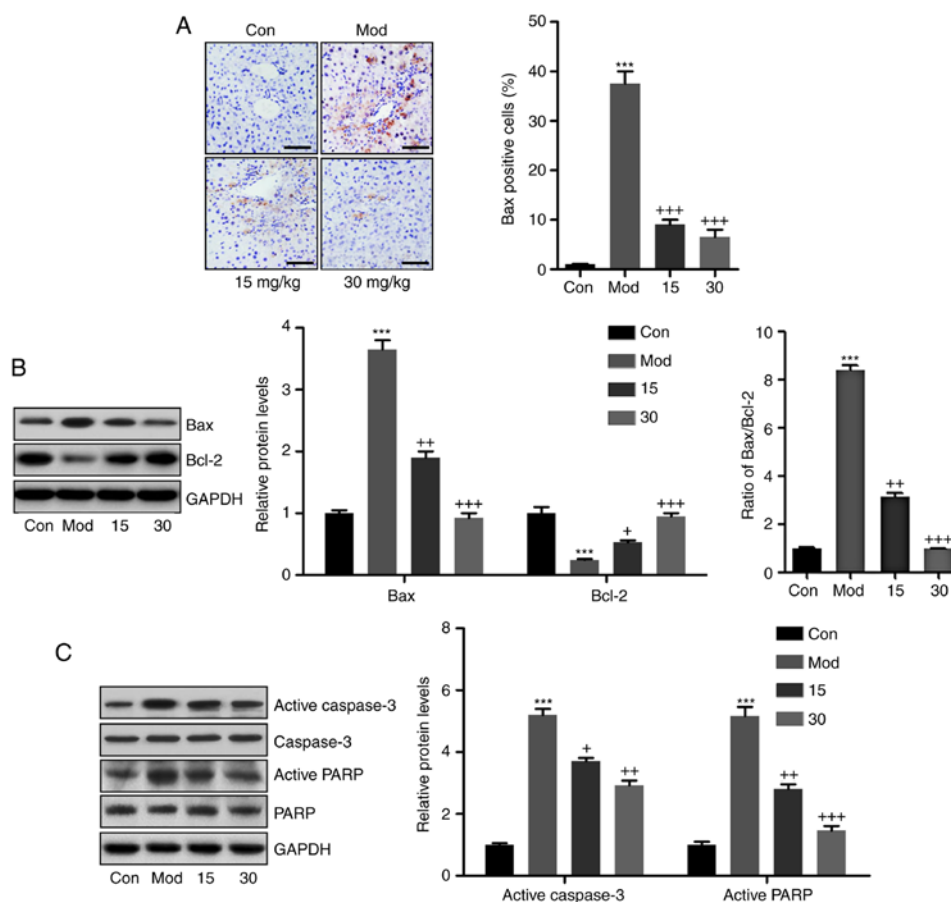 A
Con Mod
15 mg/kg 30 mg/kg
Bax positive cells (%)
50
40
30
20
10
0
***
+++
+++
Con Mod 15 30
B
Bax
Bcl-2
GAPDH
Con Mod 15 30
Relative protein levels
4
3
2
1
0
***
++
+++
***
+
+++
Bax Bcl-2
Con
Mod
15
30
Ratio of Bax/Bcl-2
10
8
6
4
2
0
***
++
+++
Con Mod 15 30
C
Active caspase-3
Caspase-3
Active PARP
PARP
GAPDH
Con Mod 15 30
Relative protein levels
8
6
4
2
0
***
+
++
***
++
+++
Active caspase-3 Active PARP
Con
Mod
15
30